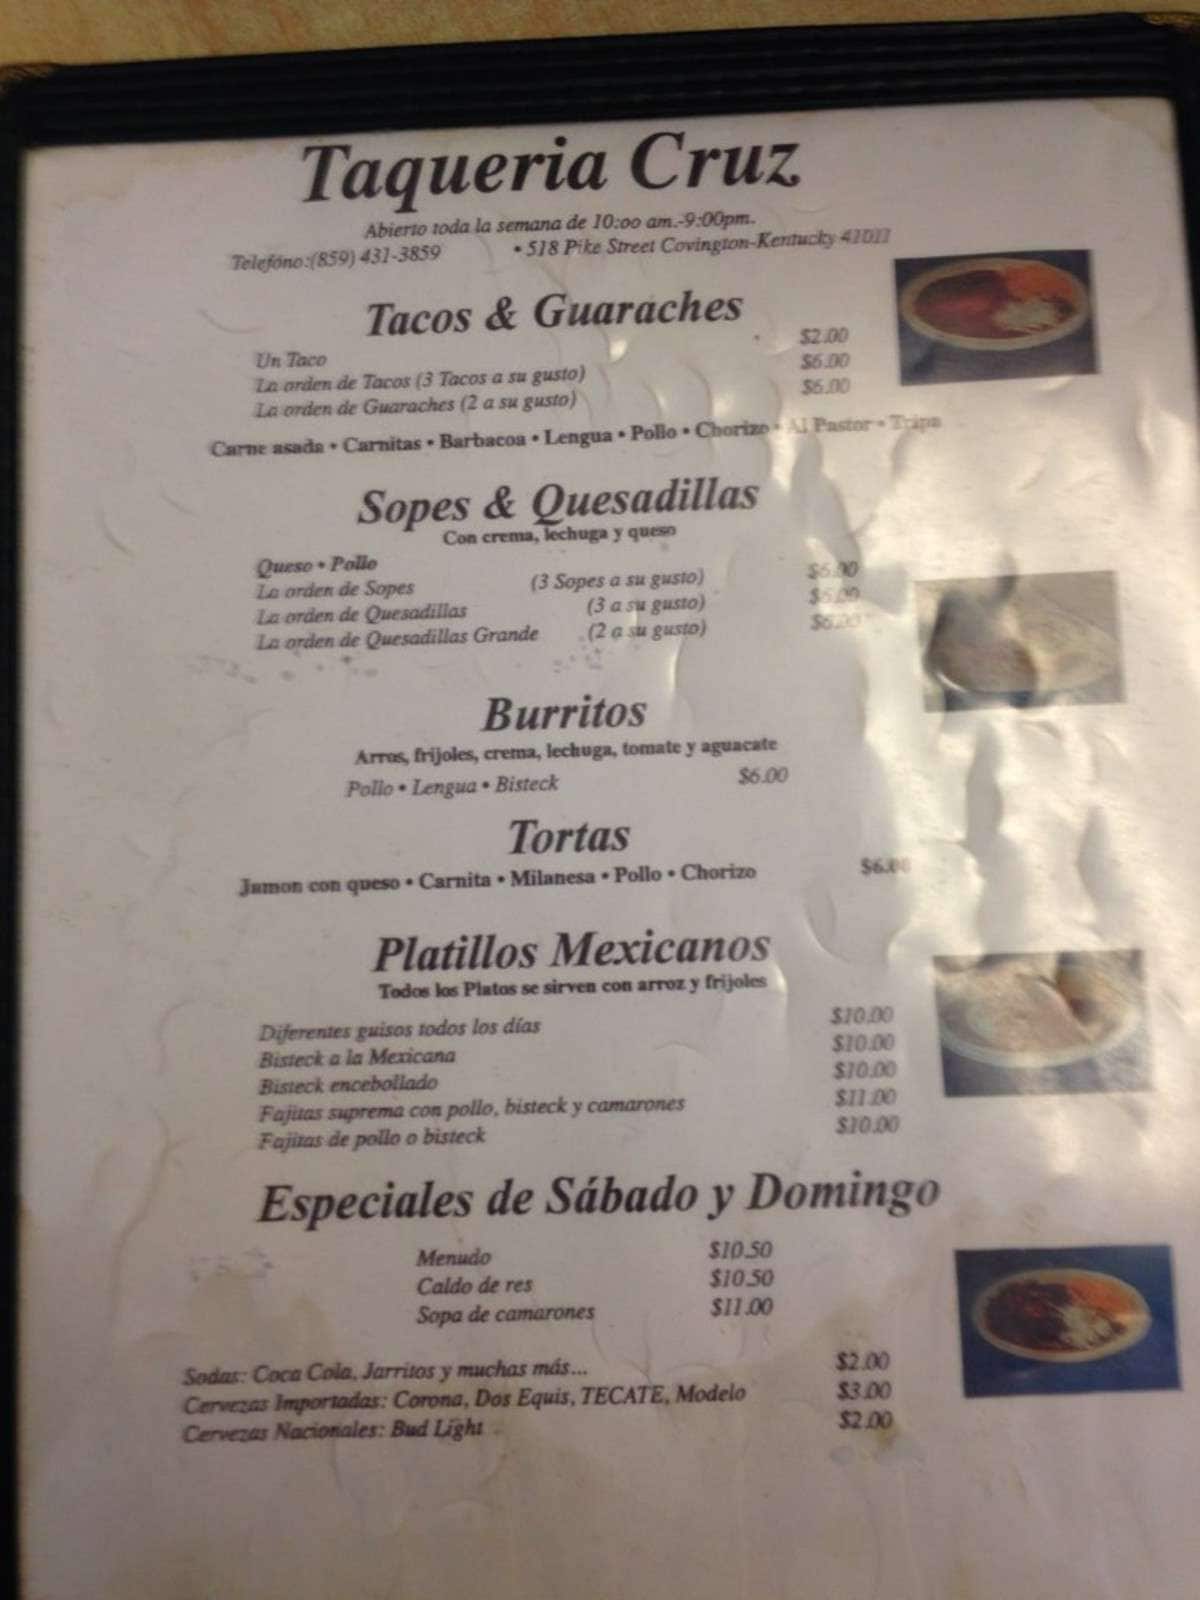 Taqueria Cruz
Abierto toda la semana de 10:oo am.-9:00pm.
Telefóno:(859) 431-3859 • 518 Pike Street Covington-Kentucky 41011
Tacos & Guaraches
Un Taco $2.00
La orden de Tacos (3 Tacos a su gusto) $6.00
La orden de Guaraches (2 a su gusto) $6.00
Carne asada • Carnitas • Barbacoa • Lengua • Pollo • Chorizo • Al Pastor • Tripa
Sopes & Quesadillas
Con crema, lechuga y queso
Queso • Pollo
La orden de Sopes (3 Sopes a su gusto) $6.00
La orden de Quesadillas (3 a su gusto) $6.00
La orden de Quesadillas Grande (2 a su gusto) $6.00
Burritos
Arros, frijoles, crema, lechuga, tomate y aguacate
Pollo • Lengua • Bisteck $6.00
Tortas
Jamon con queso • Carnita • Milanesa • Pollo • Chorizo $6.00
Platillos Mexicanos
Todos los Platos se sirven con arroz y frijoles
Diferentes guisos todos los días $10.00
Bisteck a la Mexicana $10.00
Bisteck encebollado $10.00
Fajitas suprema con pollo, bisteck y camarones $11.00
Fajitas de pollo o bisteck $10.00
Especiales de Sábado y Domingo
Menudo $10.50
Caldo de res $10.50
Sopa de camarones $11.00
Sodas: Coca Cola, Jarritos y muchas más... $2.00
Cervezas Importadas: Corona, Dos Equis, TECATE, Modelo $3.00
Cervezas Nacionales: Bud Light $2.00